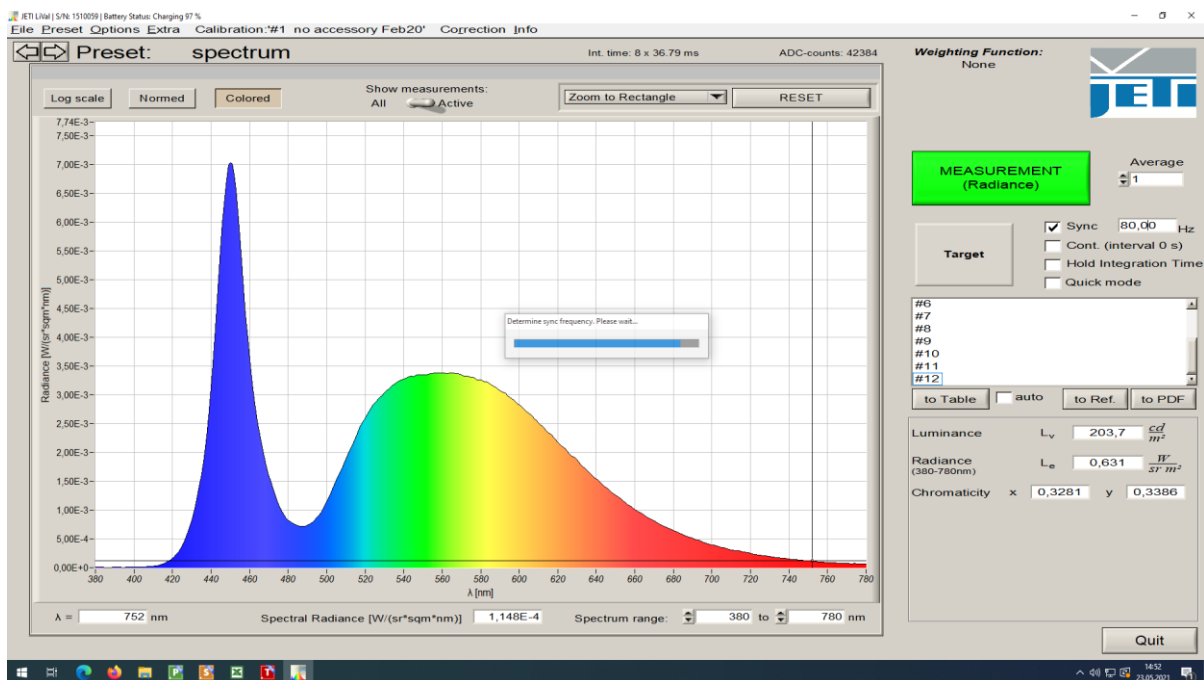 JETI LiVal | S/N: 1510059 | Battery Status: Charging 97 %
File Preset Options Extra Calibration:'#1 no accessory Feb20' Correction Info
Preset: spectrum
Int. time: 8 x 36.79 ms
ADC-counts: 42384
Log scale
Normed
Colored
Show measurements:
All Active
Zoom to Rectangle
RESET
7,74E-3
7,50E-3
7,00E-3
6,50E-3
6,00E-3
5,50E-3
5,00E-3
4,50E-3
4,00E-3
3,50E-3
3,00E-3
2,50E-3
2,00E-3
1,50E-3
1,00E-3
5,00E-4
0,00E+0
Radiance [W/(sr*sqm*nm)]
380 400 420 440 460 480 500 520 540 560 580 600 620 640 660 680 700 720 740 760 780
λ [nm]
Determine sync frequency. Please wait...
λ = 752 nm
Spectral Radiance [W/(sr*sqm*nm)] 1,148E-4
Spectrum range: 380 to 780 nm
Weighting Function:
None
JETI
MEASUREMENT
(Radiance)
Average
1
Target
Sync 80,00 Hz
Cont. (interval 0 s)
Hold Integration Time
Quick mode
#6
#7
#8
#9
#10
#11
#12
to Table
auto
to Ref.
to PDF
Luminance Lv 203,7 cd/m²
Radiance Le 0,631 W/sr m²
(380-780nm)
Chromaticity x 0,3281 y 0,3386
Quit
14:52
23.05.2021